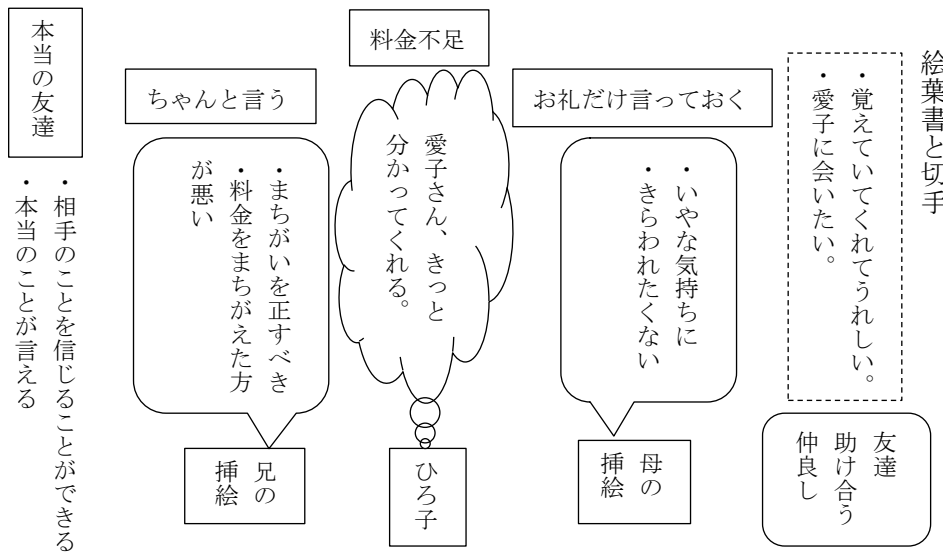 絵葉書と切手
・覚えていてくれてうれしい。
・愛子に会いたい。
友達
助け合う
仲良し
お礼だけ言っておく
・いやな気持ちに
・きらわれたくない
母の
挿絵
料金不足
愛子さん、きっと
分かってくれる。
ひろ子
ちゃんと言う
・まちがいを正すべき
・料金をまちがえた方
が悪い
兄の
挿絵
本当の友達
・相手のことを信じることができる
・本当のことが言える